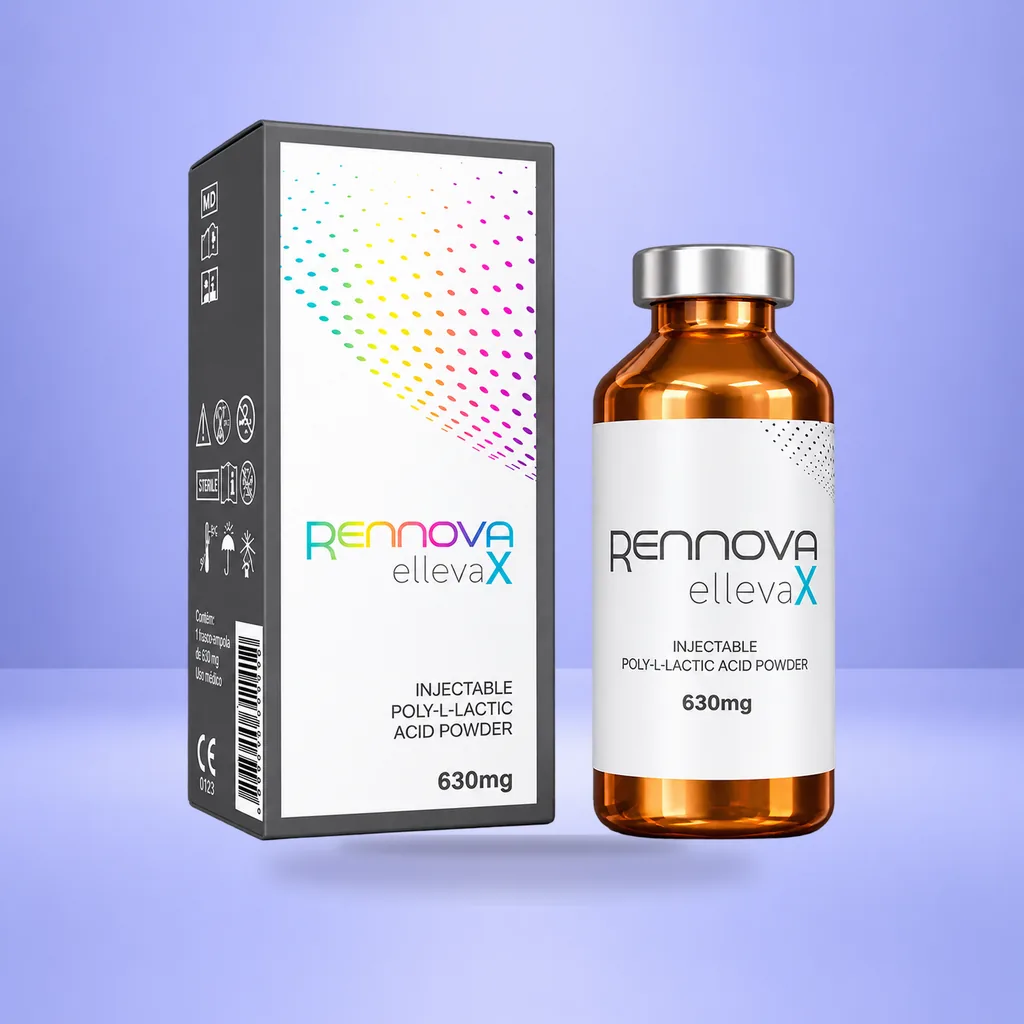 MD
STERILE
Contém:
1 frasco-ampola
de 630 mg
Uso médico
CE
0123
RENNOVA
ellevaX
INJECTABLE
POLY-L-LACTIC
ACID POWDER
630mg
RENNOVA
ellevaX
INJECTABLE
POLY-L-LACTIC ACID POWDER
630mg